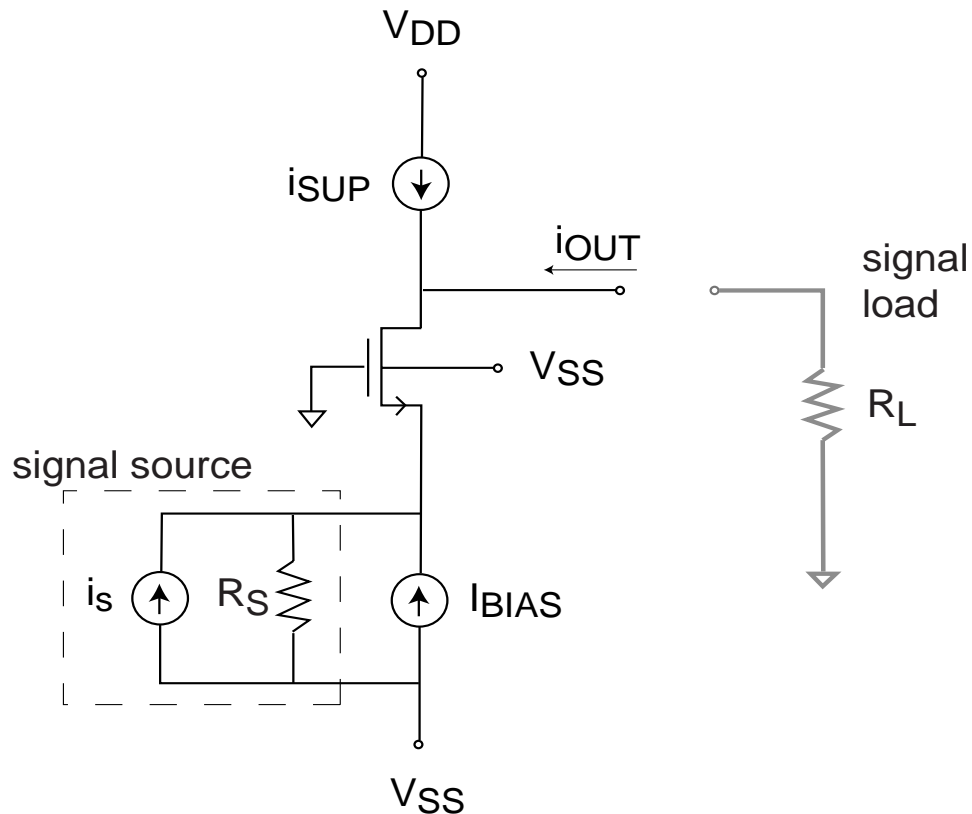 VDD
iSUP
iOUT
signal
load
VSS
RL
signal source
is
RS
IBIAS
VSS